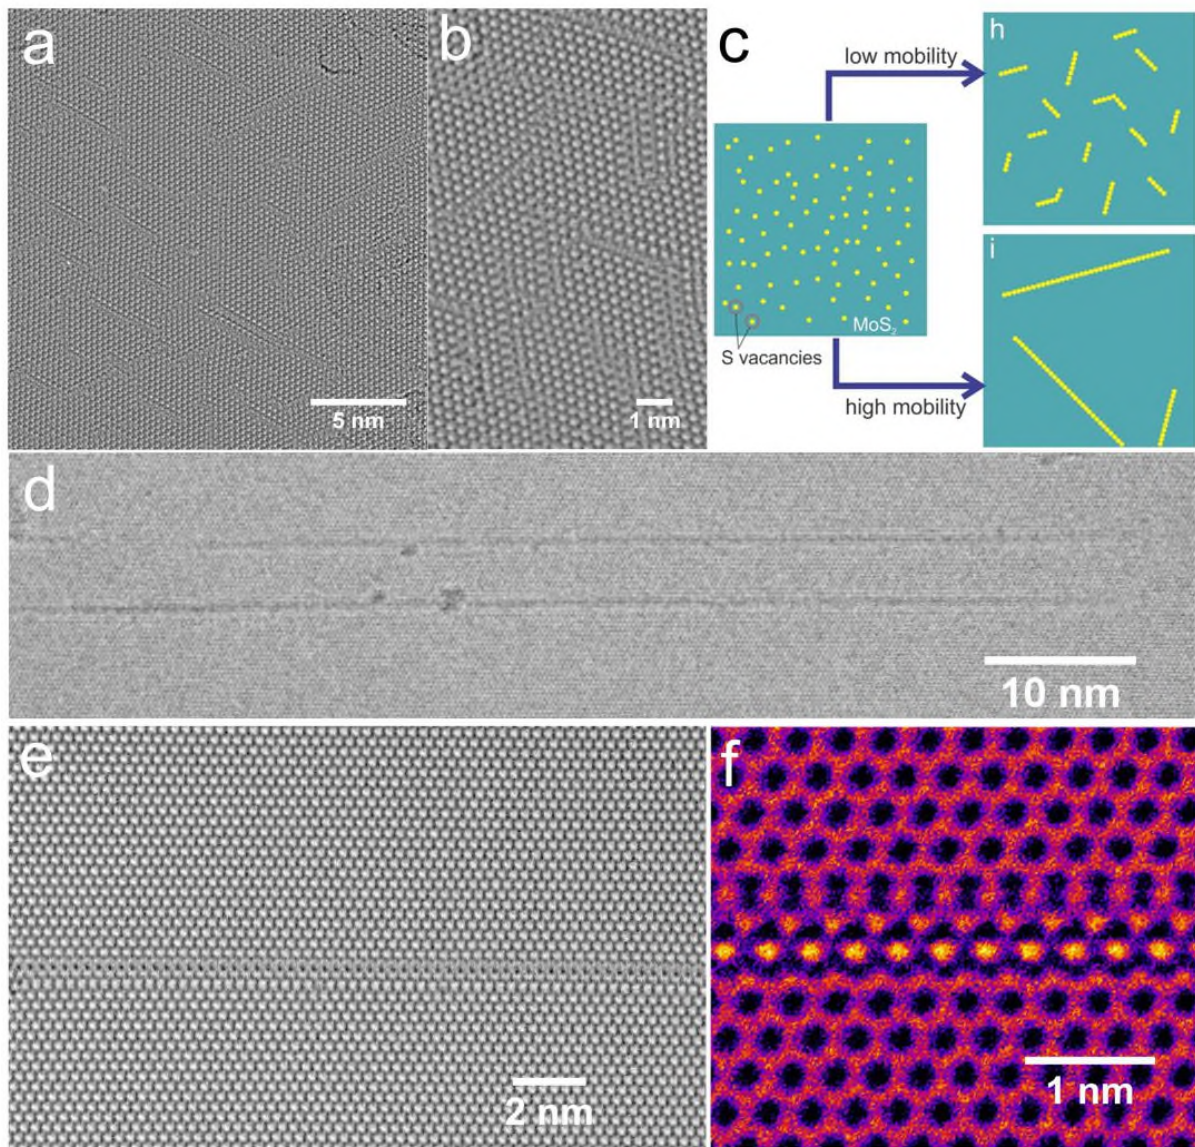 a
5 nm
b
1 nm
c
low mobility
h
MoS₂
S vacancies
high mobility
i
d
10 nm
e
2 nm
f
1 nm